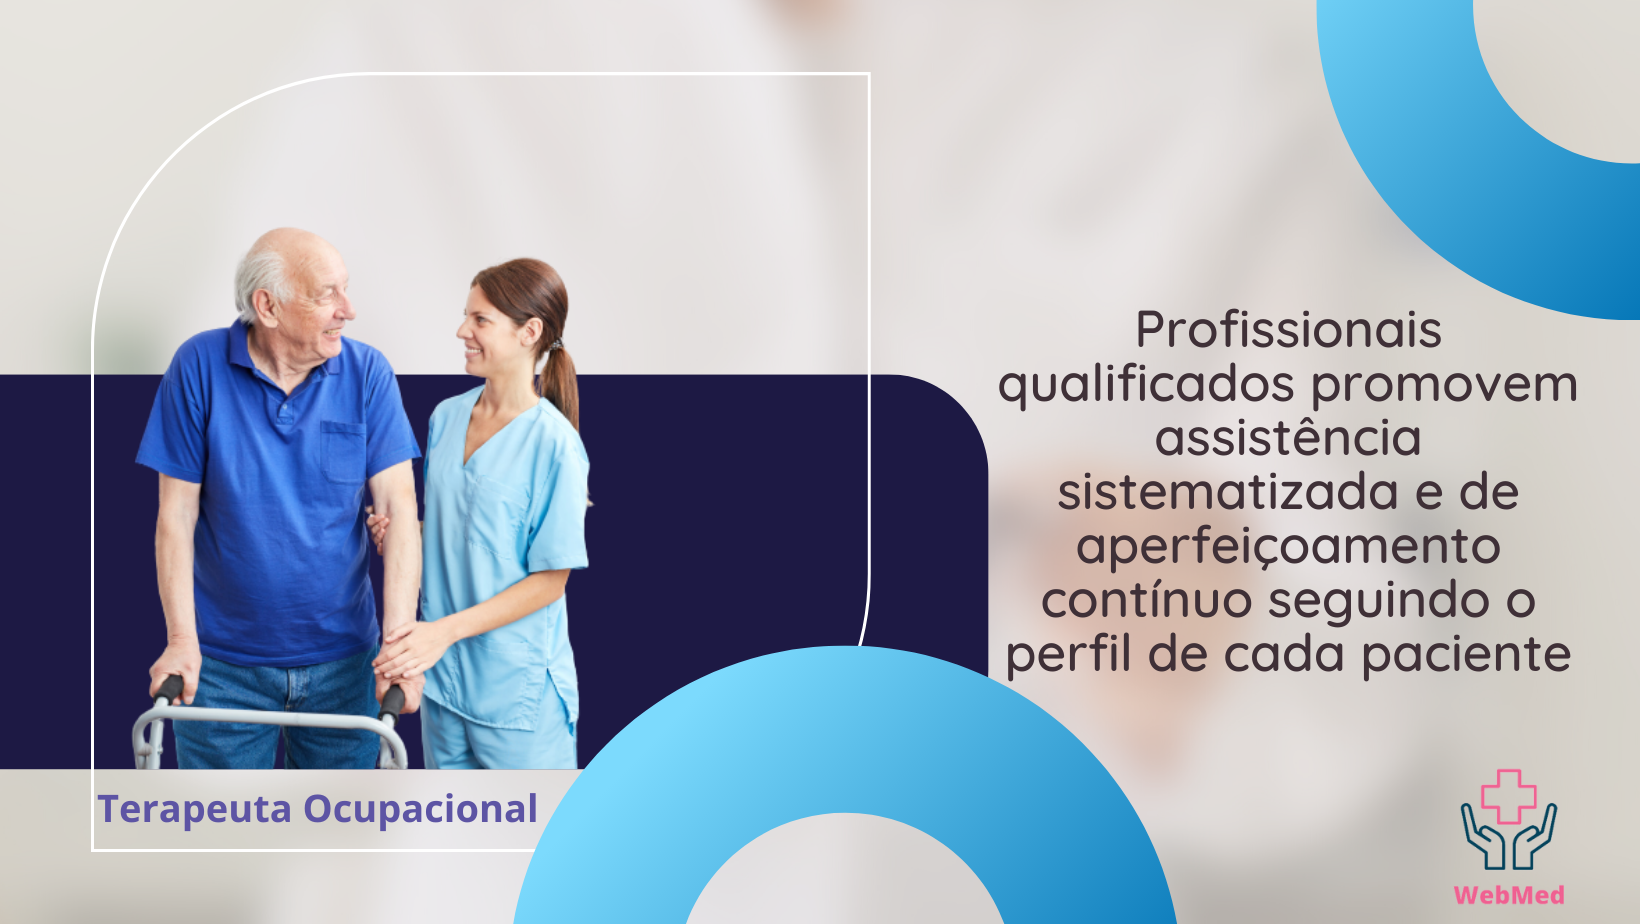 Profissionais
qualificados promovem
assistência
sistematizada e de
aperfeiçoamento
contínuo seguindo o
perfil de cada paciente
Terapeuta Ocupacional
WebMed